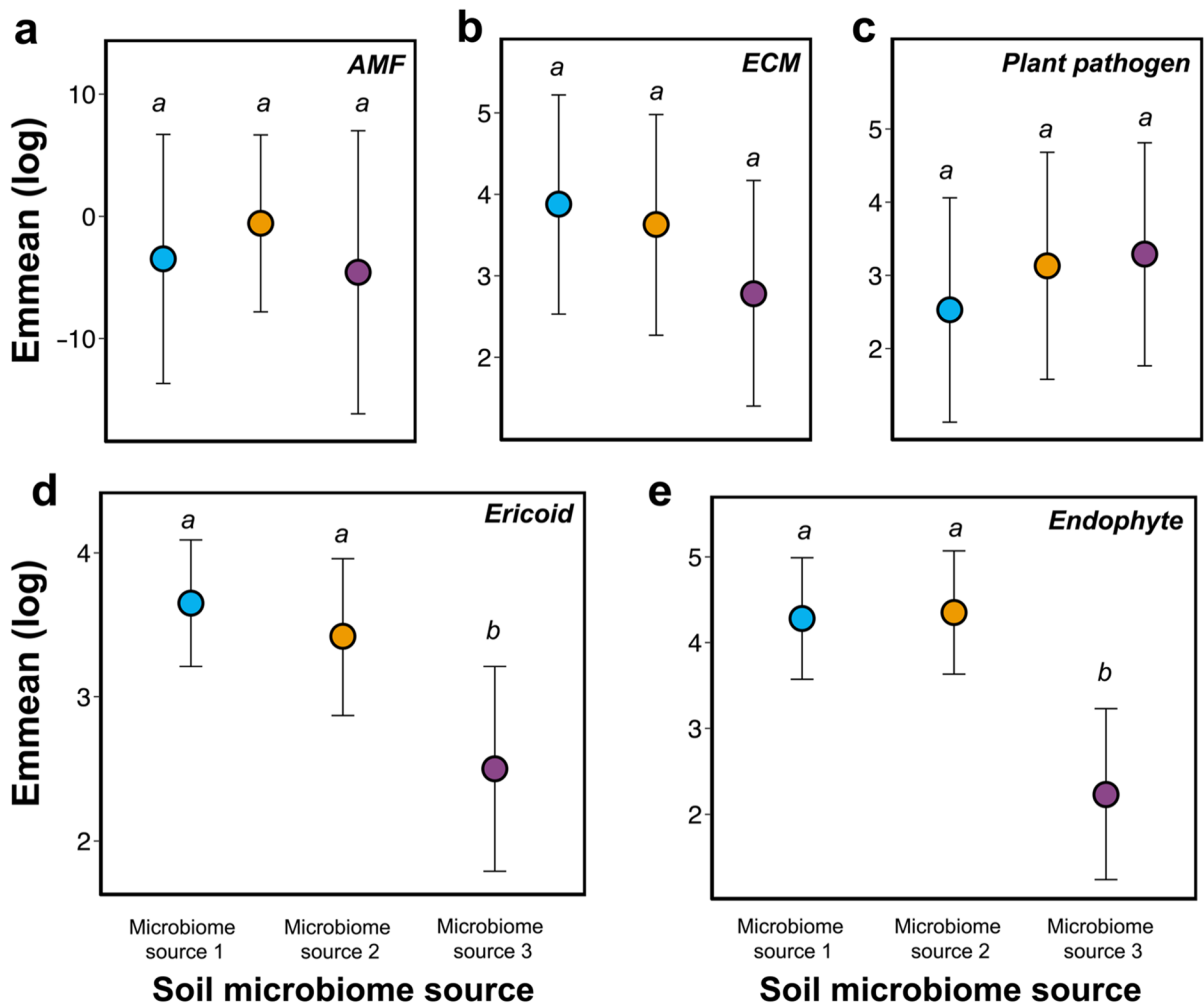 a
AMF
Emmean (log)
10
0
-10
a a a
b
ECM
5
4
3
2
a a a
c
Plant pathogen
5
4
3
2
a a a
d
Ericoid
Emmean (log)
4
3
2
a a b
Microbiome source 1
Microbiome source 2
Microbiome source 3
Soil microbiome source
e
Endophyte
5
4
3
2
a a b
Microbiome source 1
Microbiome source 2
Microbiome source 3
Soil microbiome source